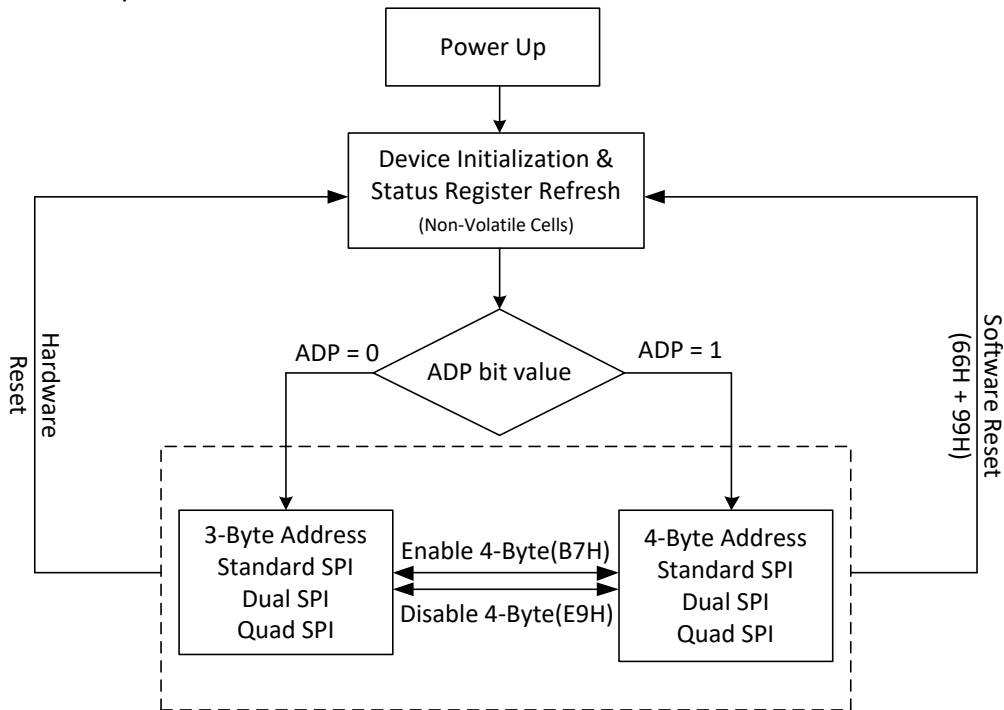 Power Up
Device Initialization &
Status Register Refresh
(Non-Volatile Cells)
ADP = 0
ADP bit value
ADP = 1
Hardware
Reset
Software Reset
(66H + 99H)
3-Byte Address
Standard SPI
Dual SPI
Quad SPI
Enable 4-Byte(B7H)
Disable 4-Byte(E9H)
4-Byte Address
Standard SPI
Dual SPI
Quad SPI